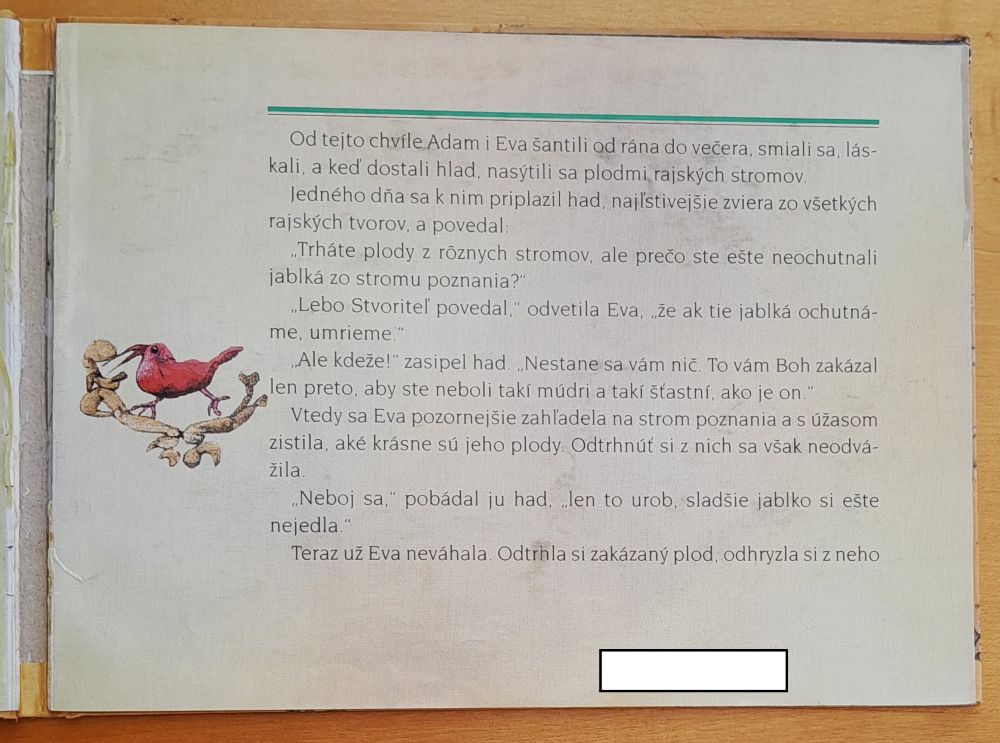 Od tejto chvíle Adam i Eva šantili od rána do večera, smiali sa, lás-
kali, a keď dostali hlad, nasýtili sa plodmi rajských stromov.
Jedného dňa sa k nim priplazil had, najľstivejšie zviera zo všetkých
rajských tvorov, a povedal:
„Trháte plody z rôznych stromov, ale prečo ste ešte neochutnali
jablká zo stromu poznania?“
„Lebo Stvoriteľ povedal,“ odvetila Eva, „že ak tie jablká ochutná-
me, umrieme.“
„Ale kdeže!“ zasipel had. „Nestane sa vám nič. To vám Boh zakázal
len preto, aby ste neboli takí múdri a takí šťastní, ako je on.“
Vtedy sa Eva pozornejšie zahľadela na strom poznania a s úžasom
zistila, aké krásne sú jeho plody. Odtrhnúť si z nich sa však neodvá-
žila.
„Neboj sa,“ pobádal ju had, „len to urob, sladšie jablko si ešte
nejedla.“
Teraz už Eva neváhala. Odtrhla si zakázaný plod, odhryzla si z neho